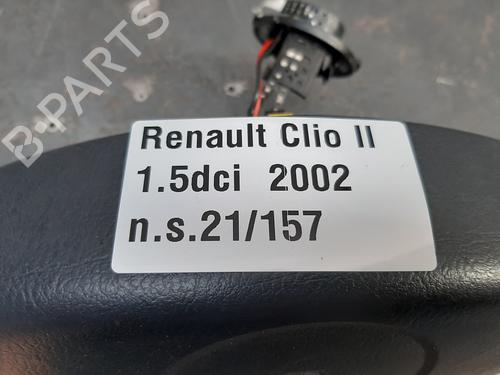 B-PARTS
Renault Clio II
1.5dci 2002
n.s.21/157